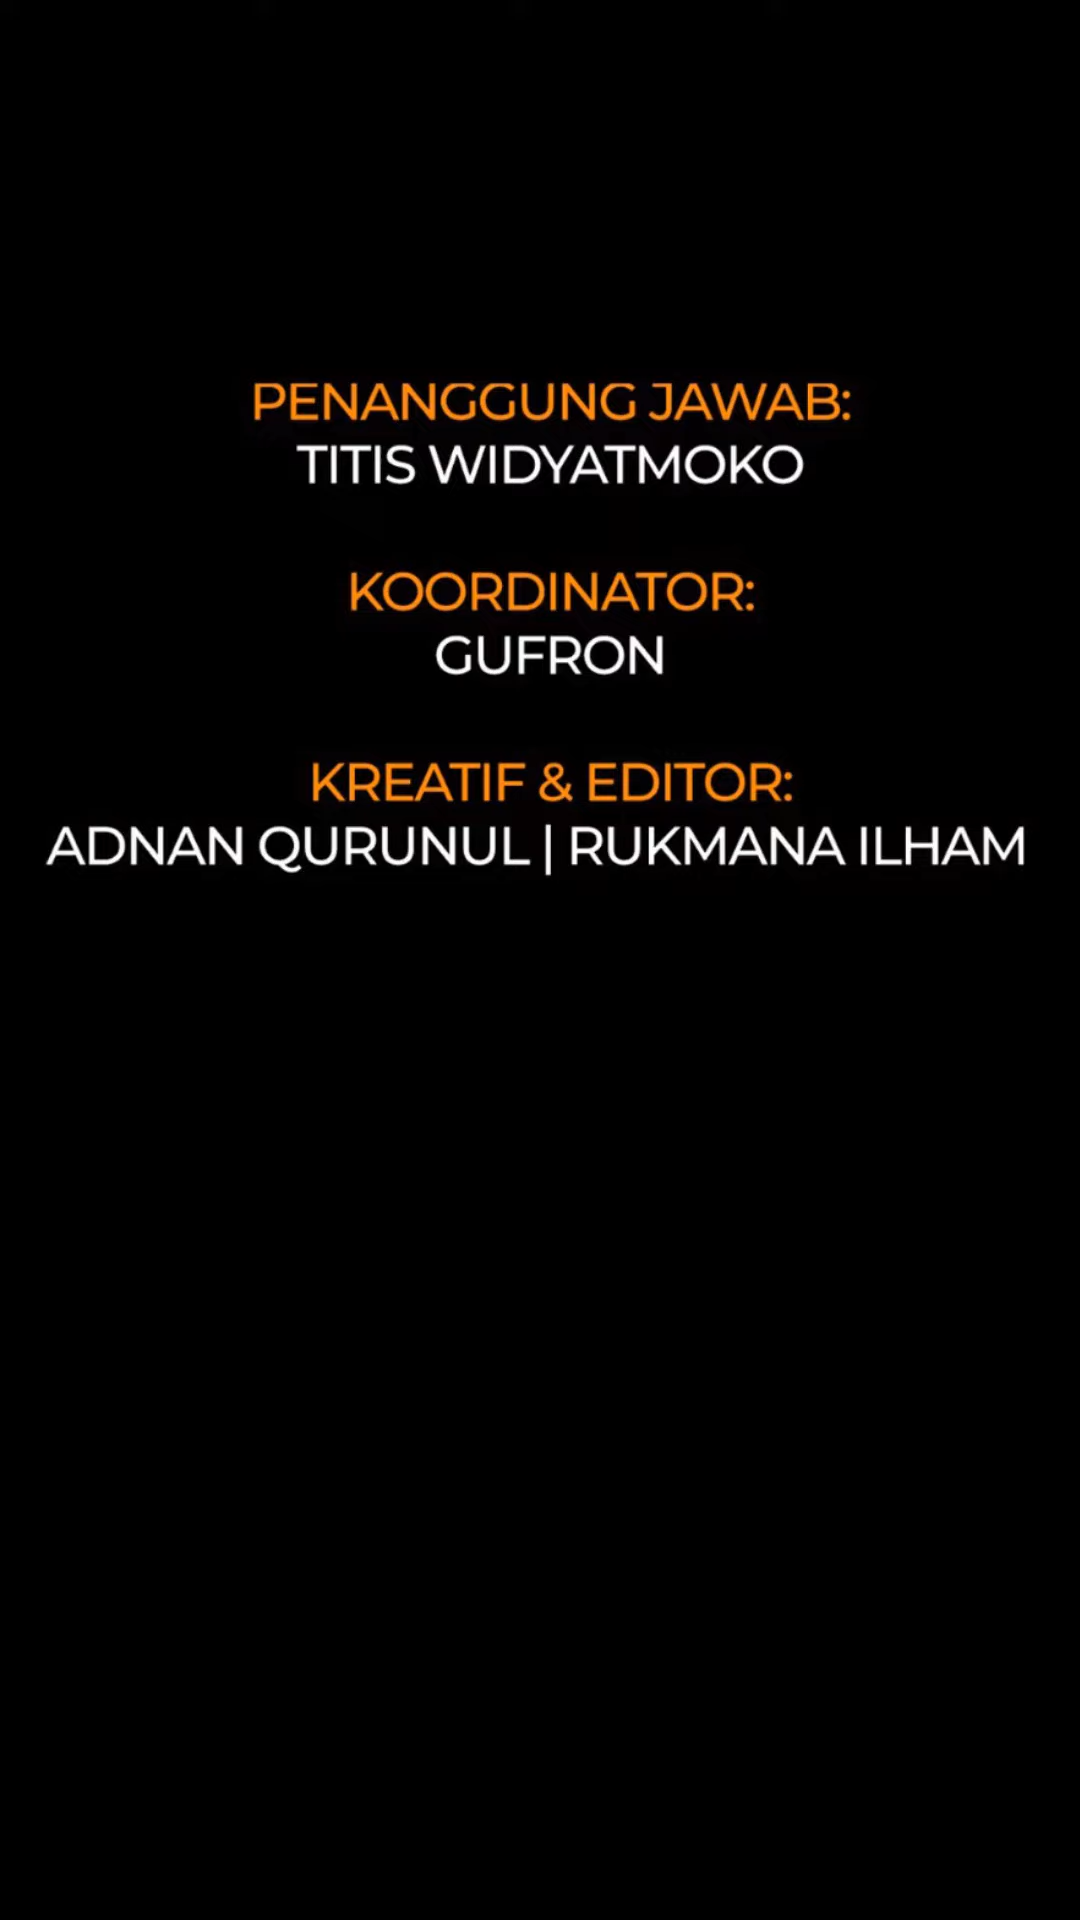 PENANGGUNG JAWAB:
TITIS WIDYATMOKO
KOORDINATOR:
GUFRON
KREATIF & EDITOR:
ADNAN QURUNUL | RUKMANA ILHAM